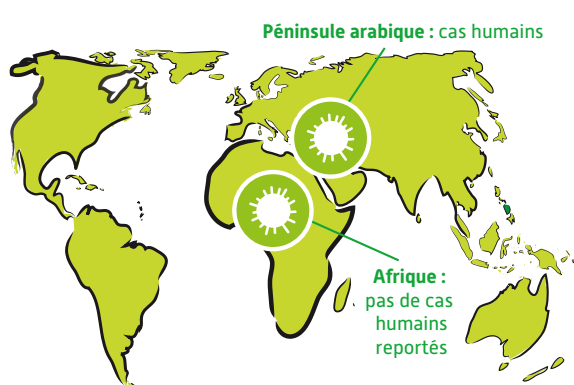 Péninsule arabique : cas humains
Afrique :
pas de cas
humains
reportés